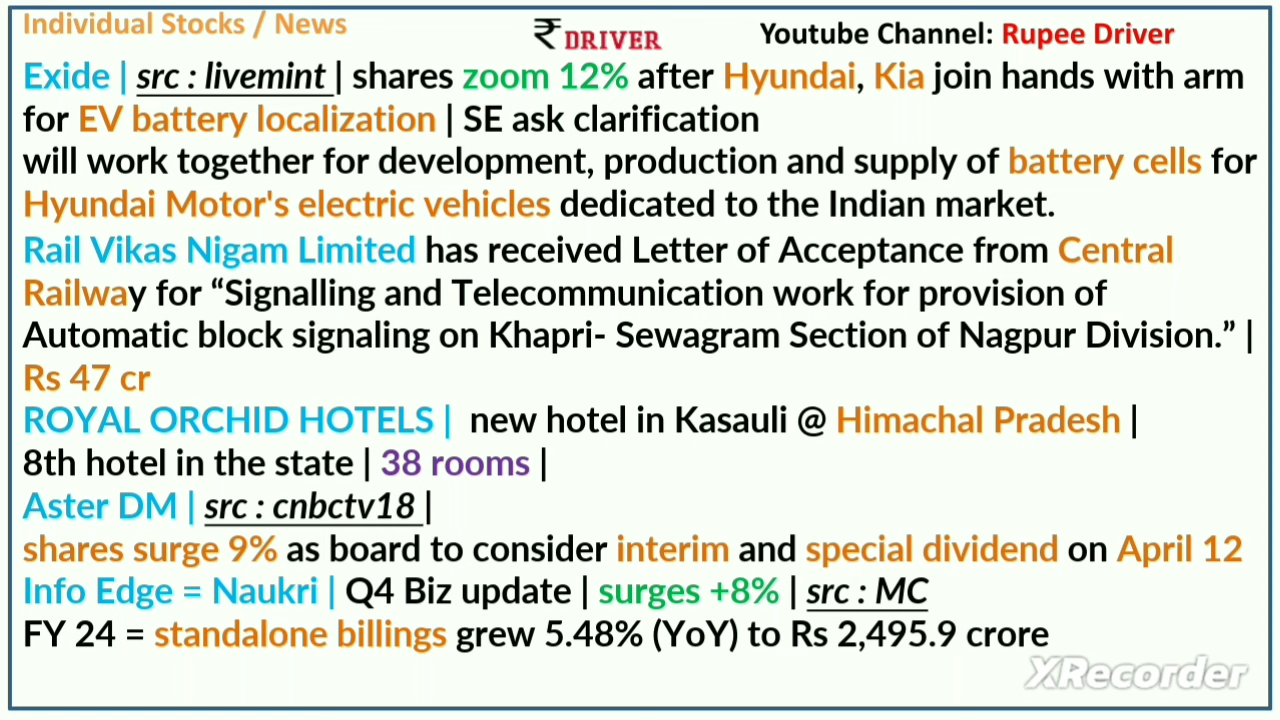 Individual Stocks / News
₹ DRIVER
Youtube Channel: Rupee Driver
Exide | src : livemint | shares zoom 12% after Hyundai, Kia join hands with arm
for EV battery localization | SE ask clarification
will work together for development, production and supply of battery cells for
Hyundai Motor's electric vehicles dedicated to the Indian market.
Rail Vikas Nigam Limited has received Letter of Acceptance from Central
Railway for “Signalling and Telecommunication work for provision of
Automatic block signaling on Khapri- Sewagram Section of Nagpur Division.” |
Rs 47 cr
ROYAL ORCHID HOTELS | new hotel in Kasauli @ Himachal Pradesh |
8th hotel in the state | 38 rooms |
Aster DM | src : cnbctv18 |
shares surge 9% as board to consider interim and special dividend on April 12
Info Edge = Naukri | Q4 Biz update | surges +8% | src : MC
FY 24 = standalone billings grew 5.48% (YoY) to Rs 2,495.9 crore
XRecorder